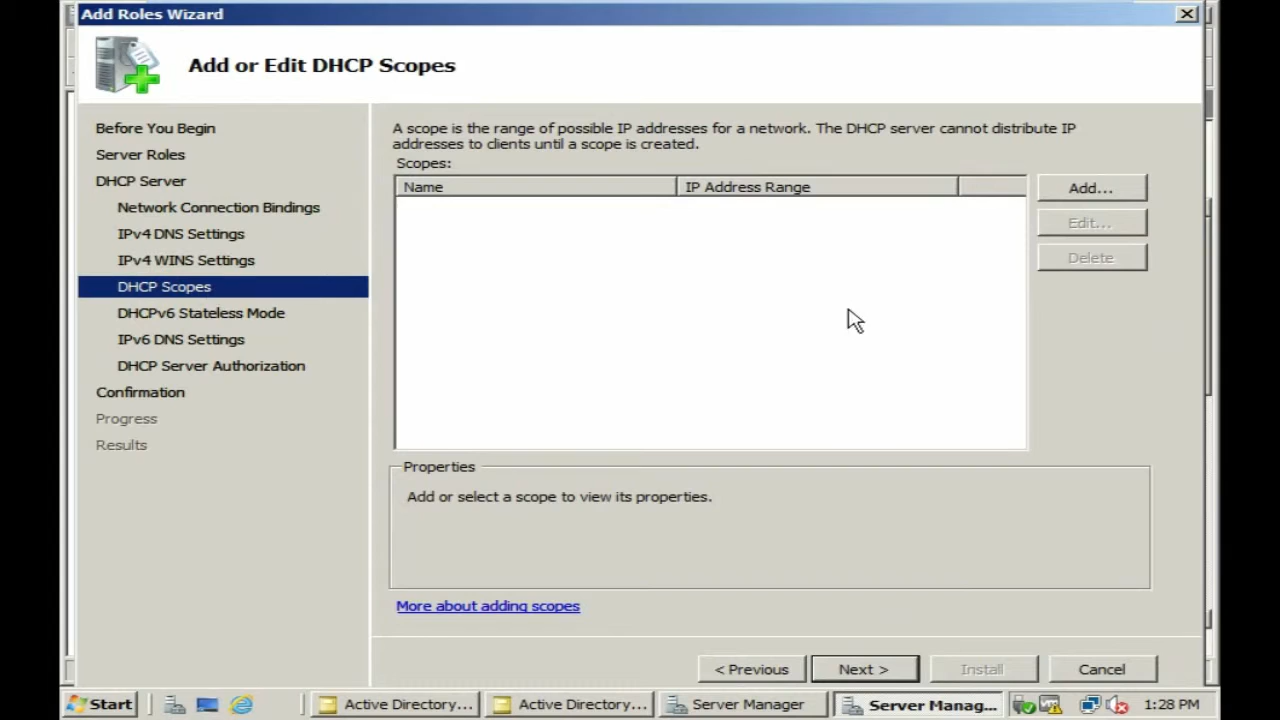 Add Roles Wizard
Add or Edit DHCP Scopes
Before You Begin
Server Roles
DHCP Server
Network Connection Bindings
IPv4 DNS Settings
IPv4 WINS Settings
DHCP Scopes
DHCPv6 Stateless Mode
IPv6 DNS Settings
DHCP Server Authorization
Confirmation
Progress
Results
A scope is the range of possible IP addresses for a network. The DHCP server cannot distribute IP
addresses to clients until a scope is created.
Scopes:
Name IP Address Range
Add...
Edit...
Delete
Properties
Add or select a scope to view its properties.
More about adding scopes
< Previous Next > Install Cancel
Start Active Directory... Active Directory... Server Manager Server Manag... 1:28 PM